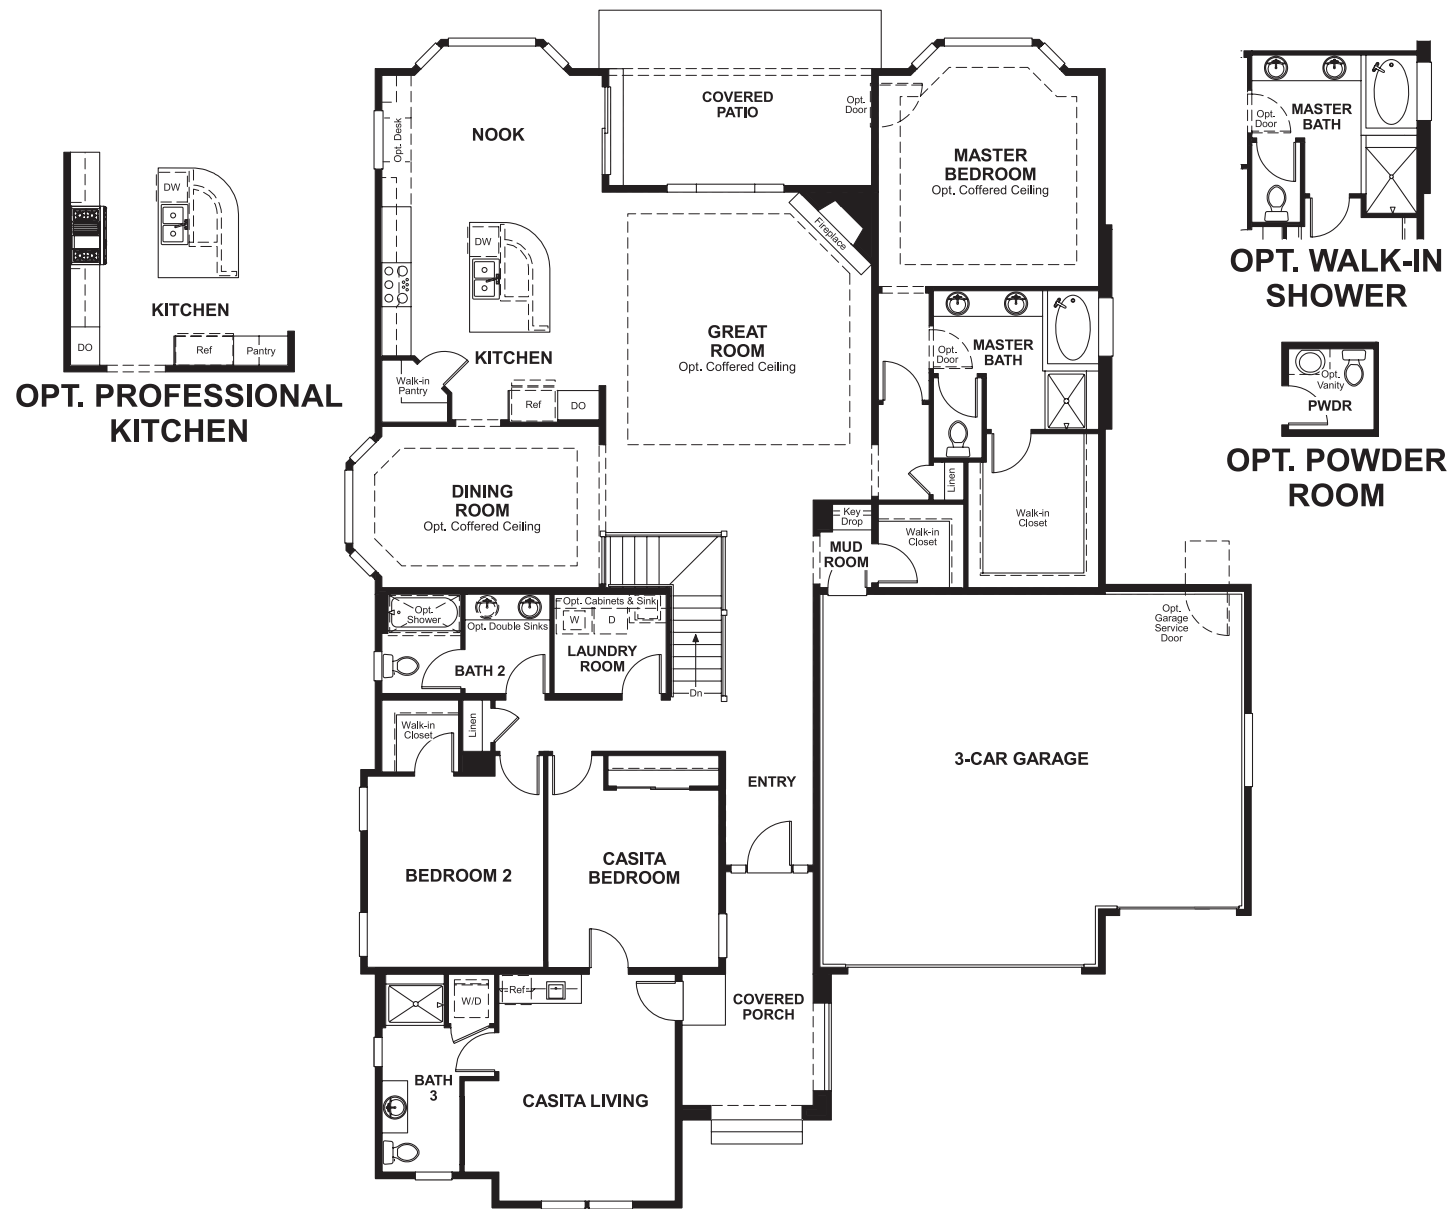 NOOK
Opt. Desk
COVERED
PATIO
Opt.
Door
MASTER
BEDROOM
Opt. Coffered Ceiling
Fireplace
DW
KITCHEN
Walk-in
Pantry
Ref
DO
GREAT
ROOM
Opt. Coffered Ceiling
MASTER
BATH
Opt.
Door
Linen
Walk-in
Closet
DINING
ROOM
Opt. Coffered Ceiling
Key
Drop
MUD
ROOM
Walk-in
Closet
Opt.
Shower
Opt. Double Sinks
BATH 2
Opt. Cabinets & Sink
W
D
LAUNDRY
ROOM
Dn
Opt.
Garage
Service
Door
Walk-in
Closet
Linen
3-CAR GARAGE
ENTRY
BEDROOM 2
CASITA
BEDROOM
Ref
W/D
COVERED
PORCH
BATH
3
CASITA LIVING
DW
KITCHEN
DO
Ref
Pantry
OPT. PROFESSIONAL
KITCHEN
MASTER
BATH
Opt.
Door
OPT. WALK-IN
SHOWER
Opt.
Vanity
PWDR
OPT. POWDER
ROOM